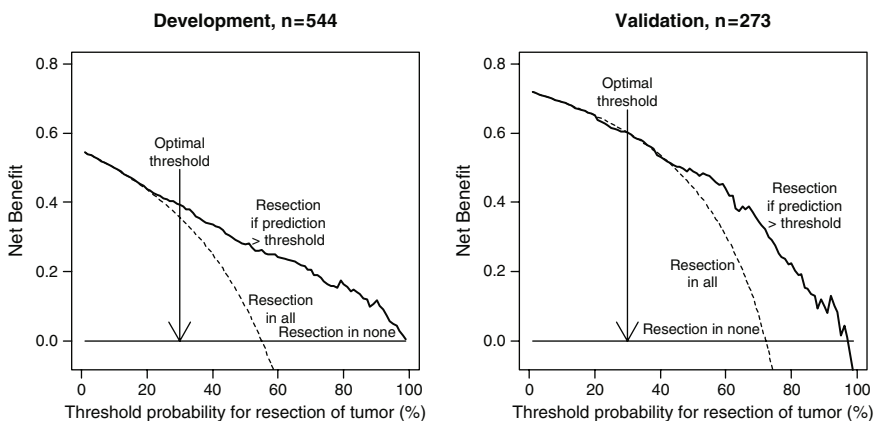 Development, n=544
Net Benefit
0.8
0.6
0.4
0.2
0.0
Optimal
threshold
Resection
if prediction
> threshold
Resection
in all
Resection in none
0 20 40 60 80 100
Threshold probability for resection of tumor (%)
Validation, n=273
Net Benefit
0.8
0.6
0.4
0.2
0.0
Optimal
threshold
Resection
if prediction
> threshold
Resection
in all
Resection in none
0 20 40 60 80 100
Threshold probability for resection of tumor (%)